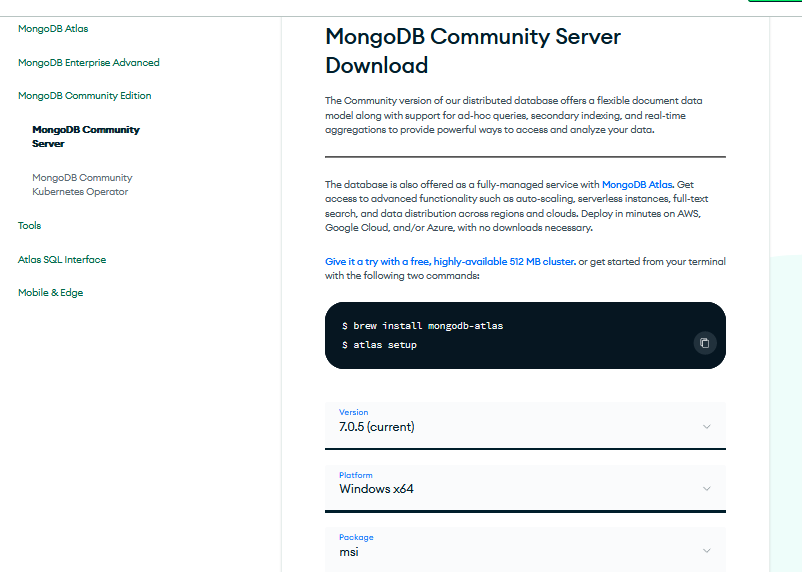 MongoDB Atlas
MongoDB Enterprise Advanced
MongoDB Community Edition
MongoDB Community
Server
MongoDB Community
Kubernetes Operator
Tools
Atlas SQL Interface
Mobile & Edge
MongoDB Community Server
Download
The Community version of our distributed database offers a flexible document data
model along with support for ad-hoc queries, secondary indexing, and real-time
aggregations to provide powerful ways to access and analyze your data.
The database is also offered as a fully-managed service with MongoDB Atlas. Get
access to advanced functionality such as auto-scaling, serverless instances, full-text
search, and data distribution across regions and clouds. Deploy in minutes on AWS,
Google Cloud, and/or Azure, with no downloads necessary.
Give it a try with a free, highly-available 512 MB cluster. or get started from your terminal
with the following two commands:
$ brew install mongodb-atlas
$ atlas setup
Version
7.0.5 (current)
Platform
Windows x64
Package
msi